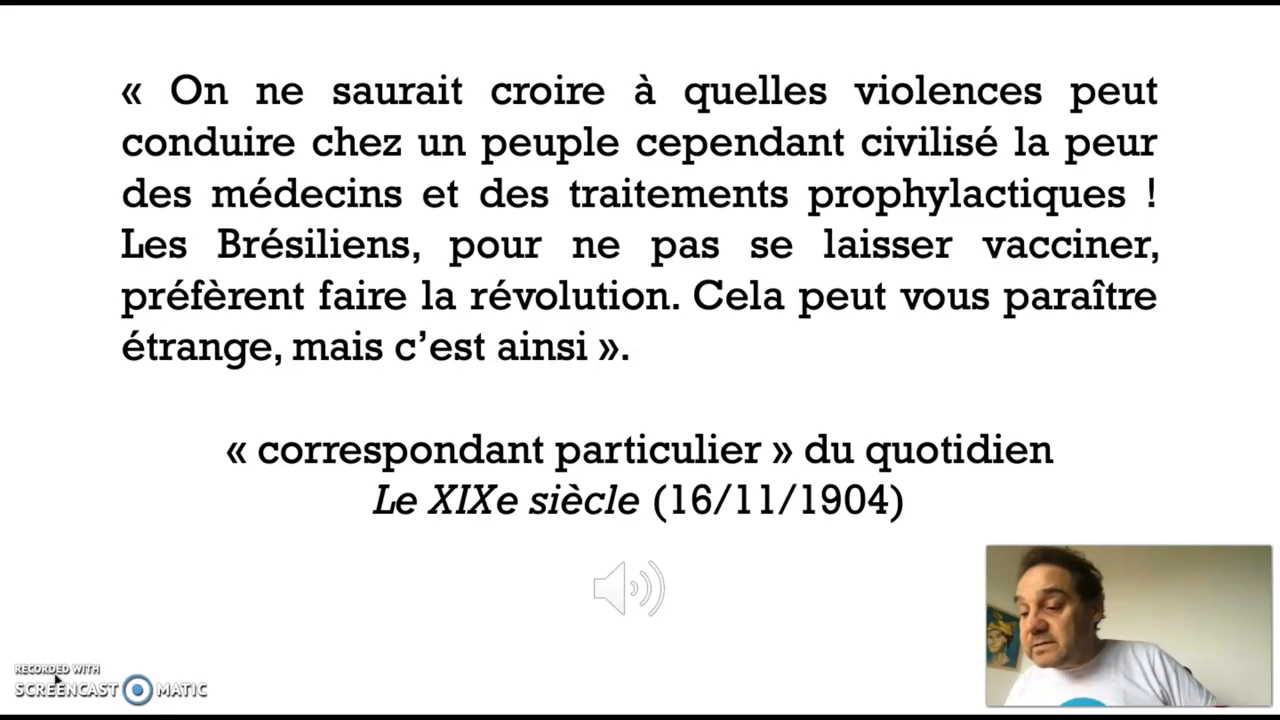 « On ne saurait croire à quelles violences peut
conduire chez un peuple cependant civilisé la peur
des médecins et des traitements prophylactiques !
Les Brésiliens, pour ne pas se laisser vacciner,
préfèrent faire la révolution. Cela peut vous paraître
étrange, mais c’est ainsi ».
« correspondant particulier » du quotidien
Le XIXe siècle (16/11/1904)
RECORDED WITH
SCREENCAST MATIC